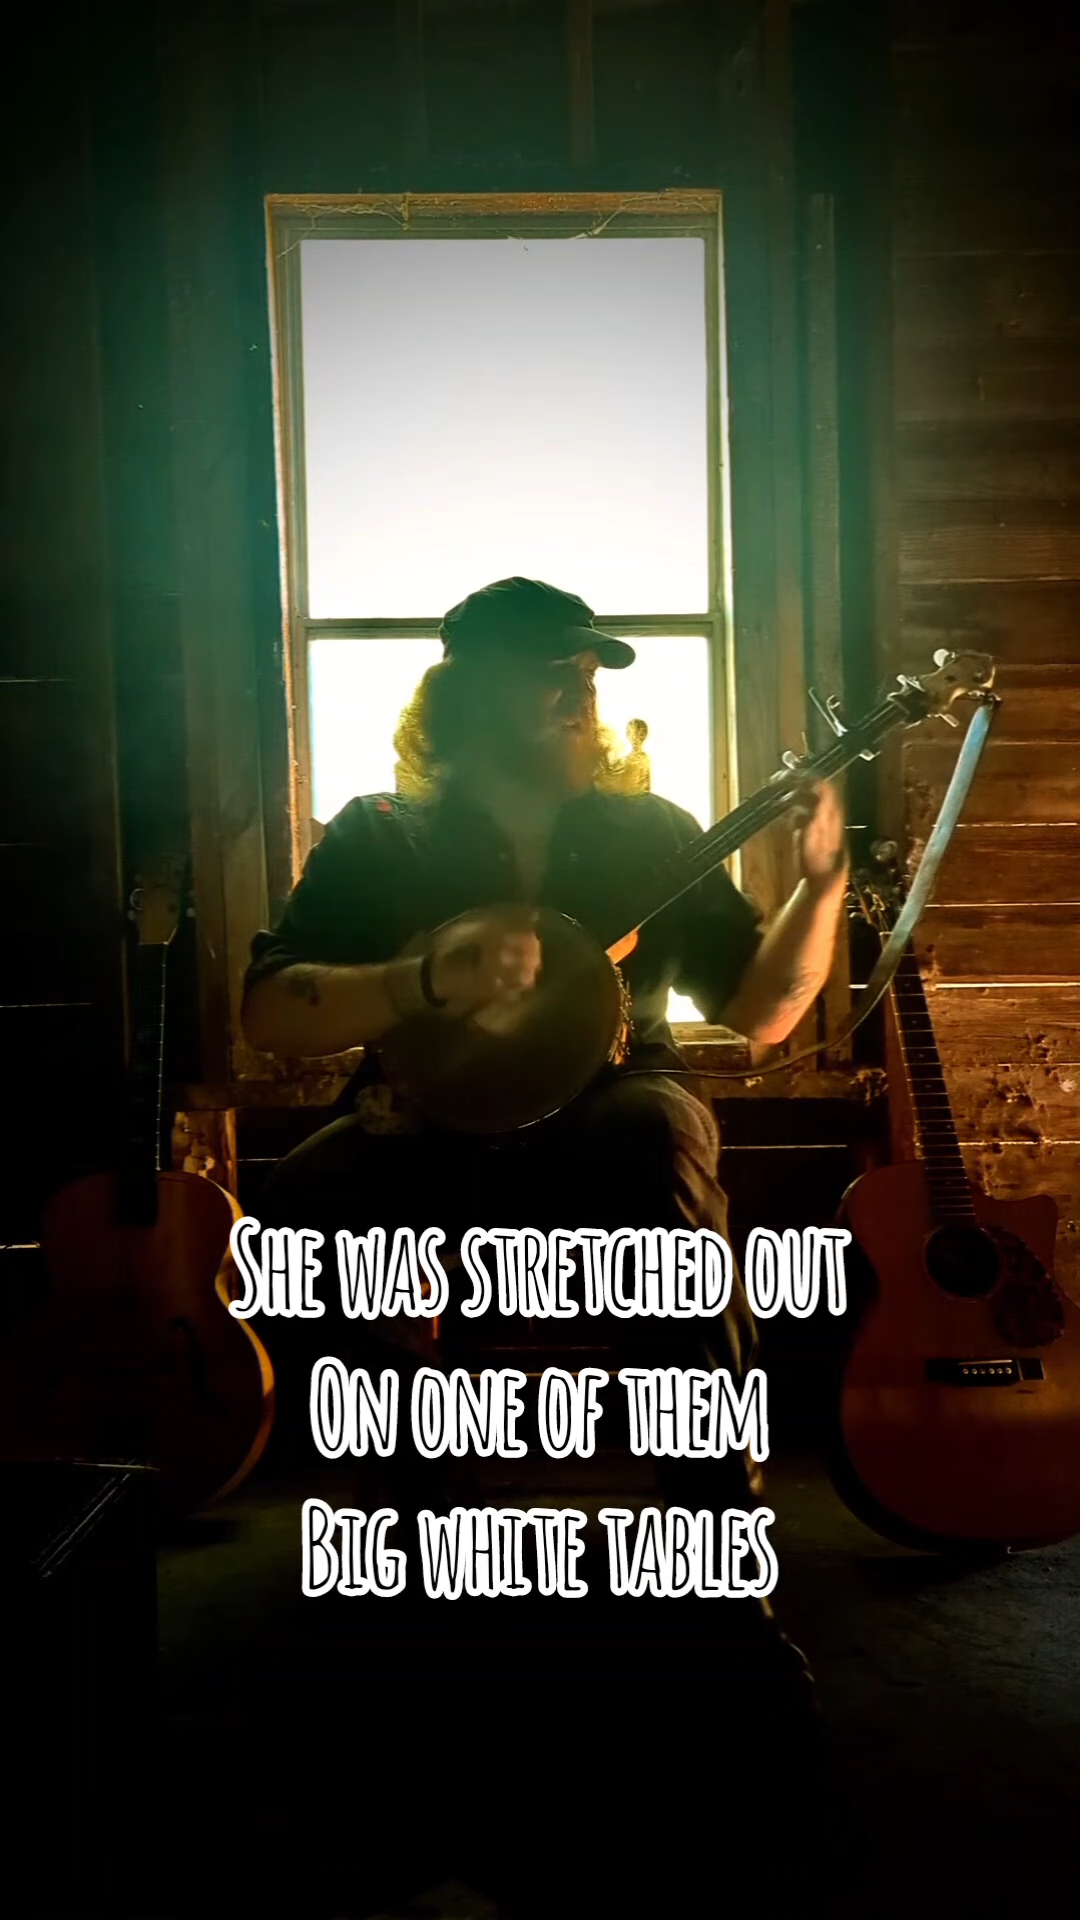 She was stretched out
On one of them
Big white tables